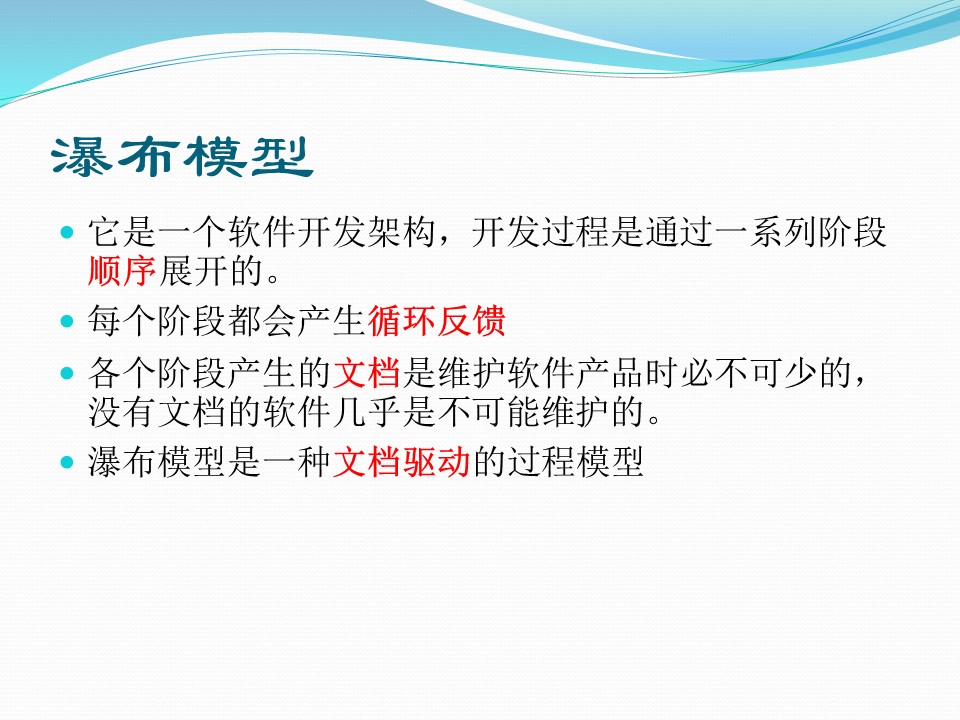 瀑布模型
它是一个软件开发架构，开发过程是通过一系列阶段
顺序展开的。
每个阶段都会产生循环反馈
各个阶段产生的文档是维护软件产品时必不可少的，
没有文档的软件几乎是不可能维护的。
瀑布模型是一种文档驱动的过程模型